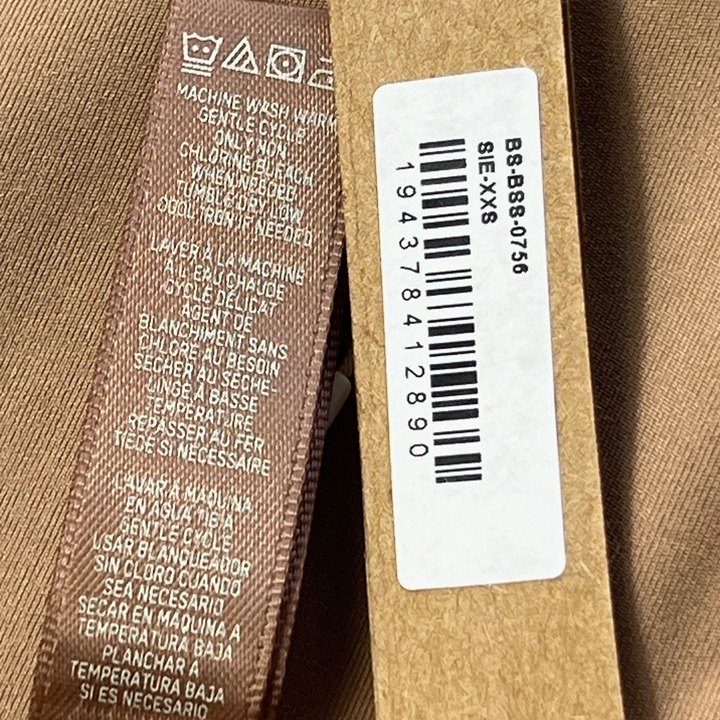 MACHINE WASH WARM
GENTLE CYCLE
ONLY NON
CHLORINE BLEACH
WHEN NEEDED
TUMBLE DRY LOW
COOL IRON IF NEEDED
LAVER À LA MACHINE
À L'EAU CHAUDE
CYCLE DÉLICAT
AGENT DE
BLANCHIMENT SANS
CHLORE AU BESOIN
SÉCHER AU SÈCHE-
LINGE À BASSE
TEMPÉRATURE
REPASSER AU FER
TIÈDE SI NÉCESSAIRE
LAVAR A MAQUINA
EN AGUA TIBIA
GENTLE CYCLE
USAR BLANQUEADOR
SIN CLORO CUANDO
SEA NECESARIO
SECAR EN MAQUINA A
TEMPERATURA BAJA
PLANCHAR A
TEMPERATURA BAJA
SI ES NECESARIO
BS-BSS-0756
SIE-XXS
194378412890